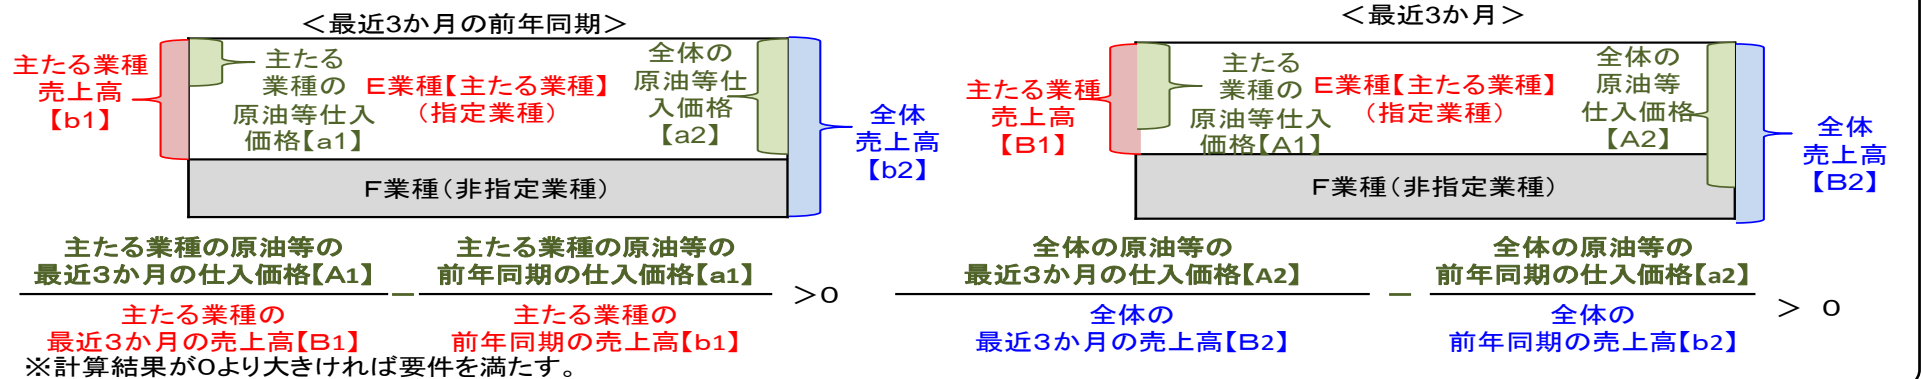 ＜最近3か月の前年同期＞
主たる業種
売上高
【b1】
主たる
業種の
原油等仕入
価格【a1】
E業種【主たる業種】
（指定業種）
全体の
原油等仕
入価格
【a2】
全体
売上高
【b2】
F業種（非指定業種）
＜最近3か月＞
主たる業種
売上高
【B1】
主たる
業種の
原油等仕入
価格【A1】
E業種【主たる業種】
（指定業種）
全体の
原油等
仕入価格
【A2】
全体
売上高
【B2】
F業種（非指定業種）
主たる業種の原油等の
最近3か月の仕入価格【A1】
主たる業種の
最近3か月の売上高【B1】
－
主たる業種の原油等の
前年同期の仕入価格【a1】
主たる業種の
前年同期の売上高【b1】
＞0
全体の原油等の
最近3か月の仕入価格【A2】
全体の
最近3か月の売上高【B2】
－
全体の原油等の
前年同期の仕入価格【a2】
全体の
前年同期の売上高【b2】
＞ 0
※計算結果が0より大きければ要件を満たす。